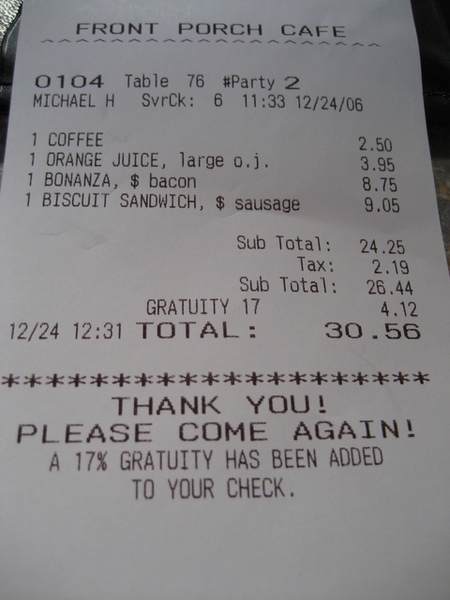 FRONT PORCH CAFE
0104 Table 76 #Party 2
MICHAEL H SvrCk: 6 11:33 12/24/06
1 COFFEE 2.50
1 ORANGE JUICE, large o.j. 3.95
1 BONANZA, $ bacon 8.75
1 BISCUIT SANDWICH, $ sausage 9.05
Sub Total: 24.25
Tax: 2.19
Sub Total: 26.44
GRATUITY 17 4.12
12/24 12:31 TOTAL: 30.56
****************************
THANK YOU!
PLEASE COME AGAIN!
A 17% GRATUITY HAS BEEN ADDED
TO YOUR CHECK.